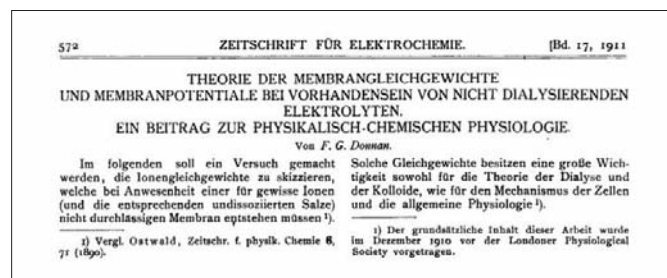 572 ZEITSCHRIFT FÜR ELEKTROCHEMIE. [Bd. 17, 1911
THEORIE DER MEMBRANGLEICHGEWICHTE
UND MEMBRANPOTENTIALE BEI VORHANDENSEIN VON NICHT DIALYSIERENDEN
ELEKTROLYTEN.
EIN BEITRAG ZUR PHYSIKALISCH-CHEMISCHEN PHYSIOLOGIE.
Von F. G. Donnan.
Im folgenden soll ein Versuch gemacht
werden, die Ionengleichgewichte zu skizzieren,
welche bei Anwesenheit einer für gewisse Ionen
(und die entsprechenden undissoziierten Salze)
nicht durchlässigen Membran entstehen müssen ¹).
1) Vergl. Ostwald, Zeitschr. f. physik. Chemie 6,
71 (1890).
Solche Gleichgewichte besitzen eine große Wich-
tigkeit sowohl für die Theorie der Dialyse und
der Kolloide, wie für den Mechanismus der Zellen
und die allgemeine Physiologie ¹).
1) Der grundsätzliche Inhalt dieser Arbeit wurde
im Dezember 1910 vor der Londoner Physiological
Society vorgetragen.